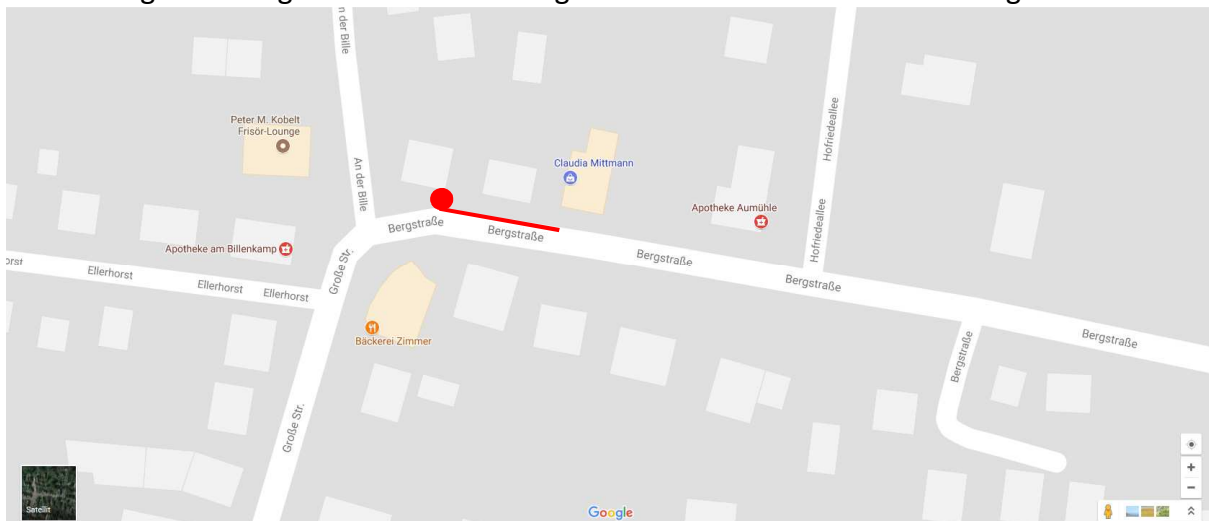 n der Bille
Peter M. Kobelt
Frisör-Lounge
An der Bille
Claudia Mittmann
Hofriedeallee
Apotheke Aumühle
Hofriedeallee
Bergstraße
Bergstraße
Apotheke am Billenkamp
Bergstraße
orst
Ellerhorst
Ellerhorst
Ellerhorst
Große Str.
Bergstraße
Bergstraße
Bergstraße
Bäckerei Zimmer
Große Str.
Satellit
Google